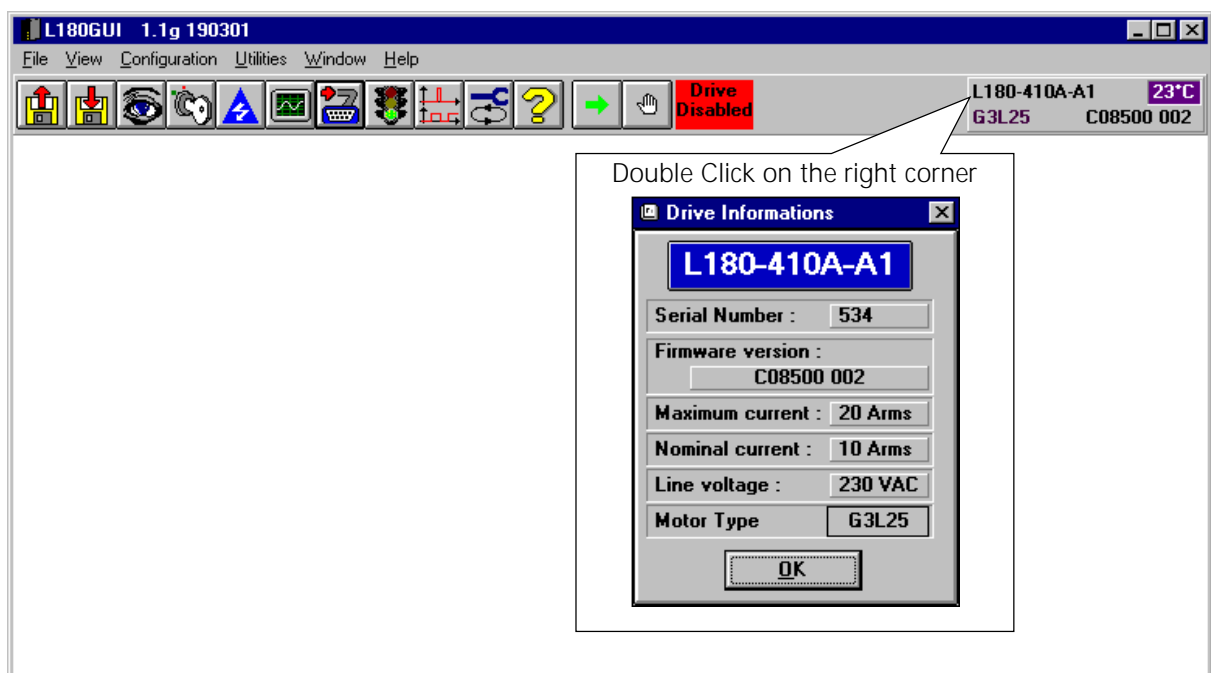 L180GUI 1.1g 190301
File View Configuration Utilities Window Help
Drive
Disabled
L180-410A-A1 23°C
G3L25 C08500 002
Double Click on the right corner
Drive Informations
L180-410A-A1
Serial Number : 534
Firmware version :
C08500 002
Maximum current : 20 Arms
Nominal current : 10 Arms
Line voltage : 230 VAC
Motor Type G3L25
OK